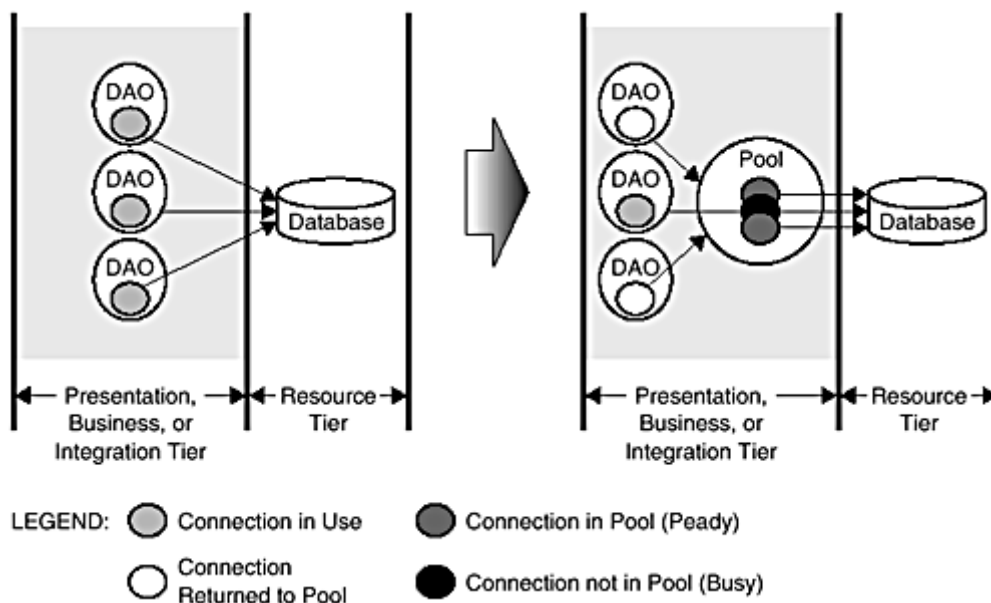 DAO
DAO
DAO
Database
DAO
DAO
DAO
Pool
Database
Presentation,
Business, or
Integration Tier
Resource
Tier
Presentation,
Business, or
Integration Tier
Resource
Tier
LEGEND:
Connection in Use
Connection in Pool (Peady)
Connection
Returned to Pool
Connection not in Pool (Busy)